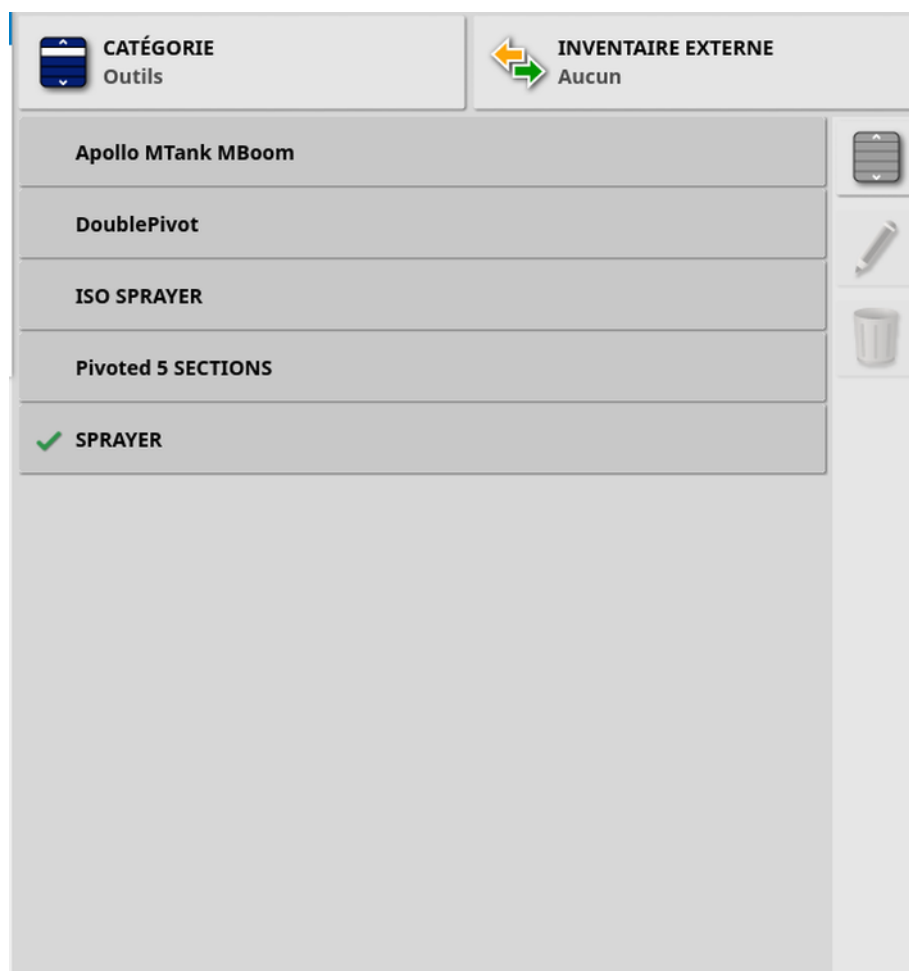 CATÉGORIE
Outils
INVENTAIRE EXTERNE
Aucun
Apollo MTank MBoom
DoublePivot
ISO SPRAYER
Pivoted 5 SECTIONS
SPRAYER